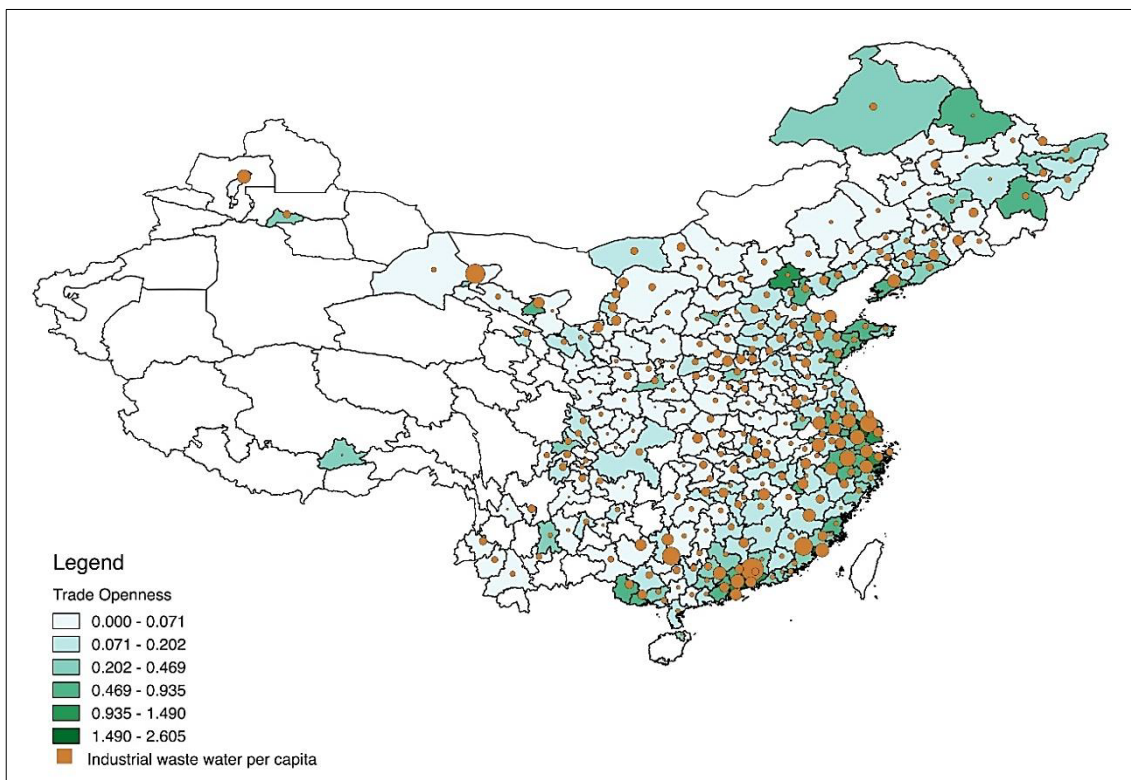 Legend
Trade Openness
0.000 - 0.071
0.071 - 0.202
0.202 - 0.469
0.469 - 0.935
0.935 - 1.490
1.490 - 2.605
Industrial waste water per capita